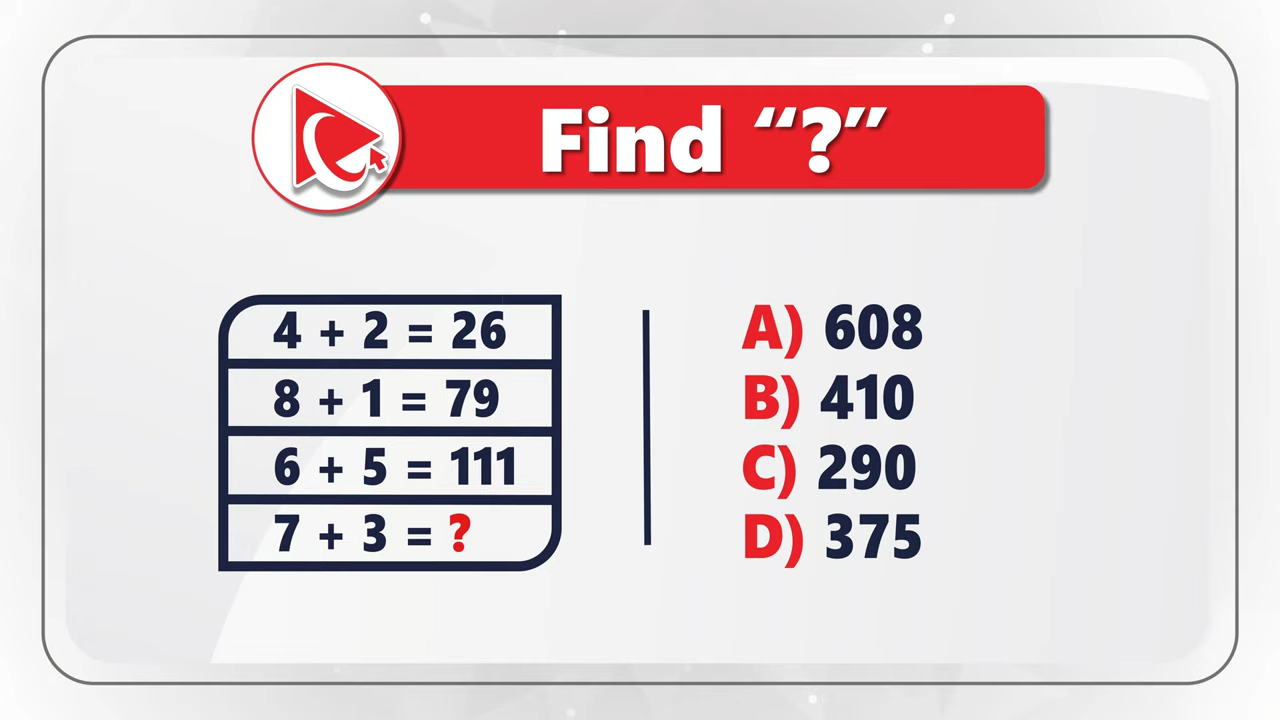 Find “?”
4 + 2 = 26
8 + 1 = 79
6 + 5 = 111
7 + 3 = ?
A) 608
B) 410
C) 290
D) 375